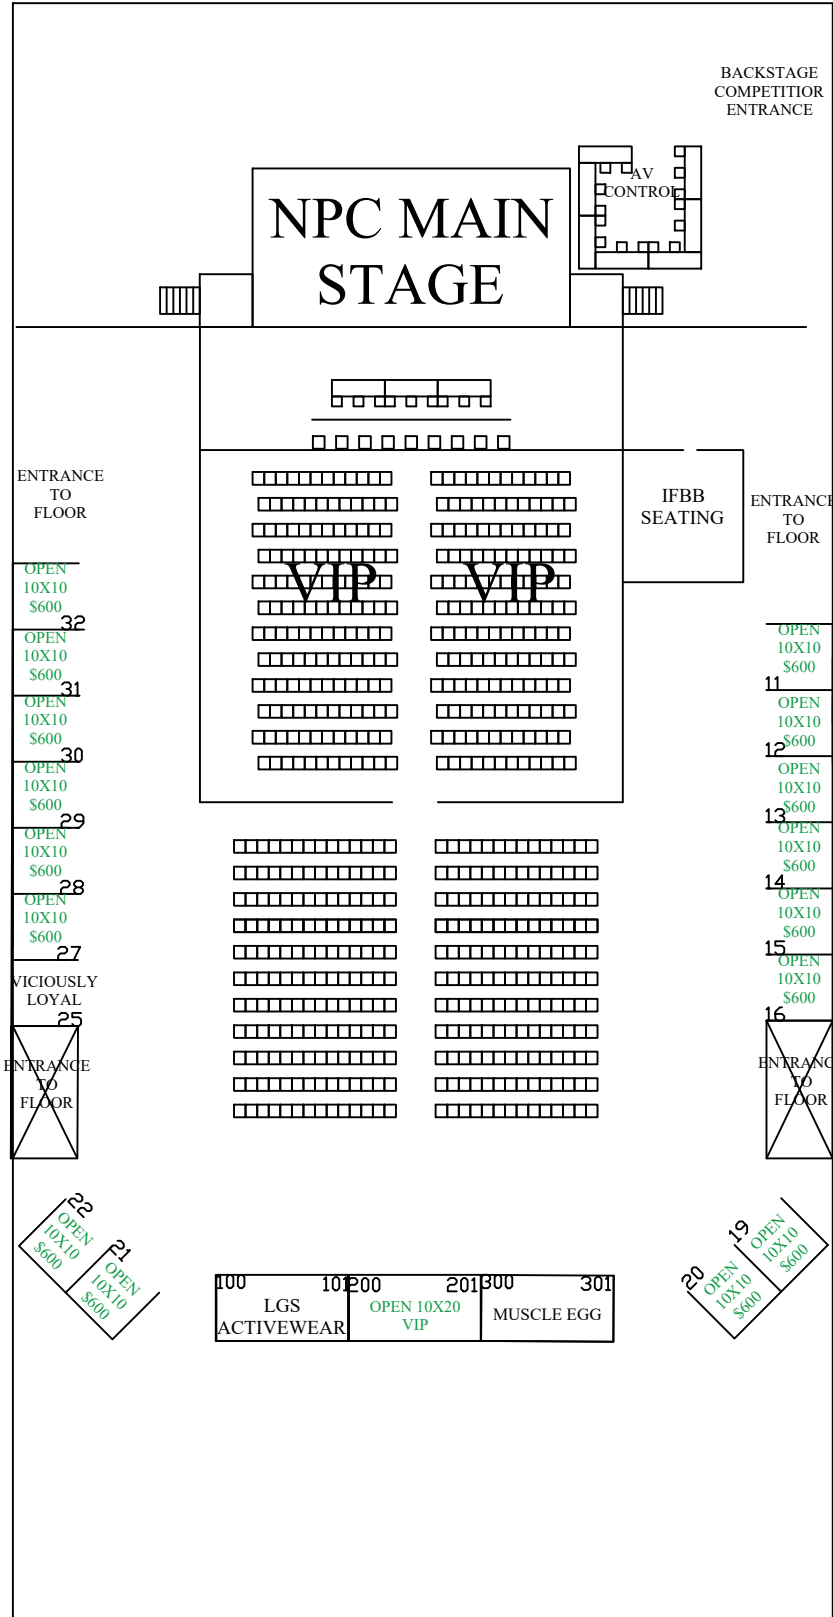 BACKSTAGE
COMPETITIOR
ENTRANCE
AV
CONTROL
NPC MAIN
STAGE
ENTRANCE
TO
FLOOR
IFBB
SEATING
ENTRANCE
TO
FLOOR
VIP
VIP
OPEN
10X10
$600
32
OPEN
10X10
$600
31
OPEN
10X10
$600
30
OPEN
10X10
$600
29
OPEN
10X10
$600
28
OPEN
10X10
$600
27
VICIOUSLY
LOYAL
25
ENTRANCE
TO
FLOOR
OPEN
10X10
$600
11
OPEN
10X10
$600
12
OPEN
10X10
$600
13
OPEN
10X10
$600
14
OPEN
10X10
$600
15
OPEN
10X10
$600
16
ENTRANC
TO
FLOOR
22
OPEN
10X10
$600
21
OPEN
10X10
$600
19
OPEN
10X10
$600
20
OPEN
10X10
$600
100
101
LGS
ACTIVEWEAR
200
201
OPEN 10X20
VIP
300
301
MUSCLE EGG